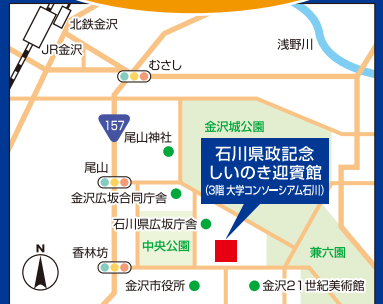 北鉄金沢
JR金沢
浅野川
むさし
157
金沢城公園
尾山神社
石川県政記念
しいのき迎賓館
(3階 大学コンソーシアム石川)
尾山
金沢広坂合同庁舎
石川県広坂庁舎
中央公園
兼六園
香林坊
N
金沢市役所
金沢21世紀美術館